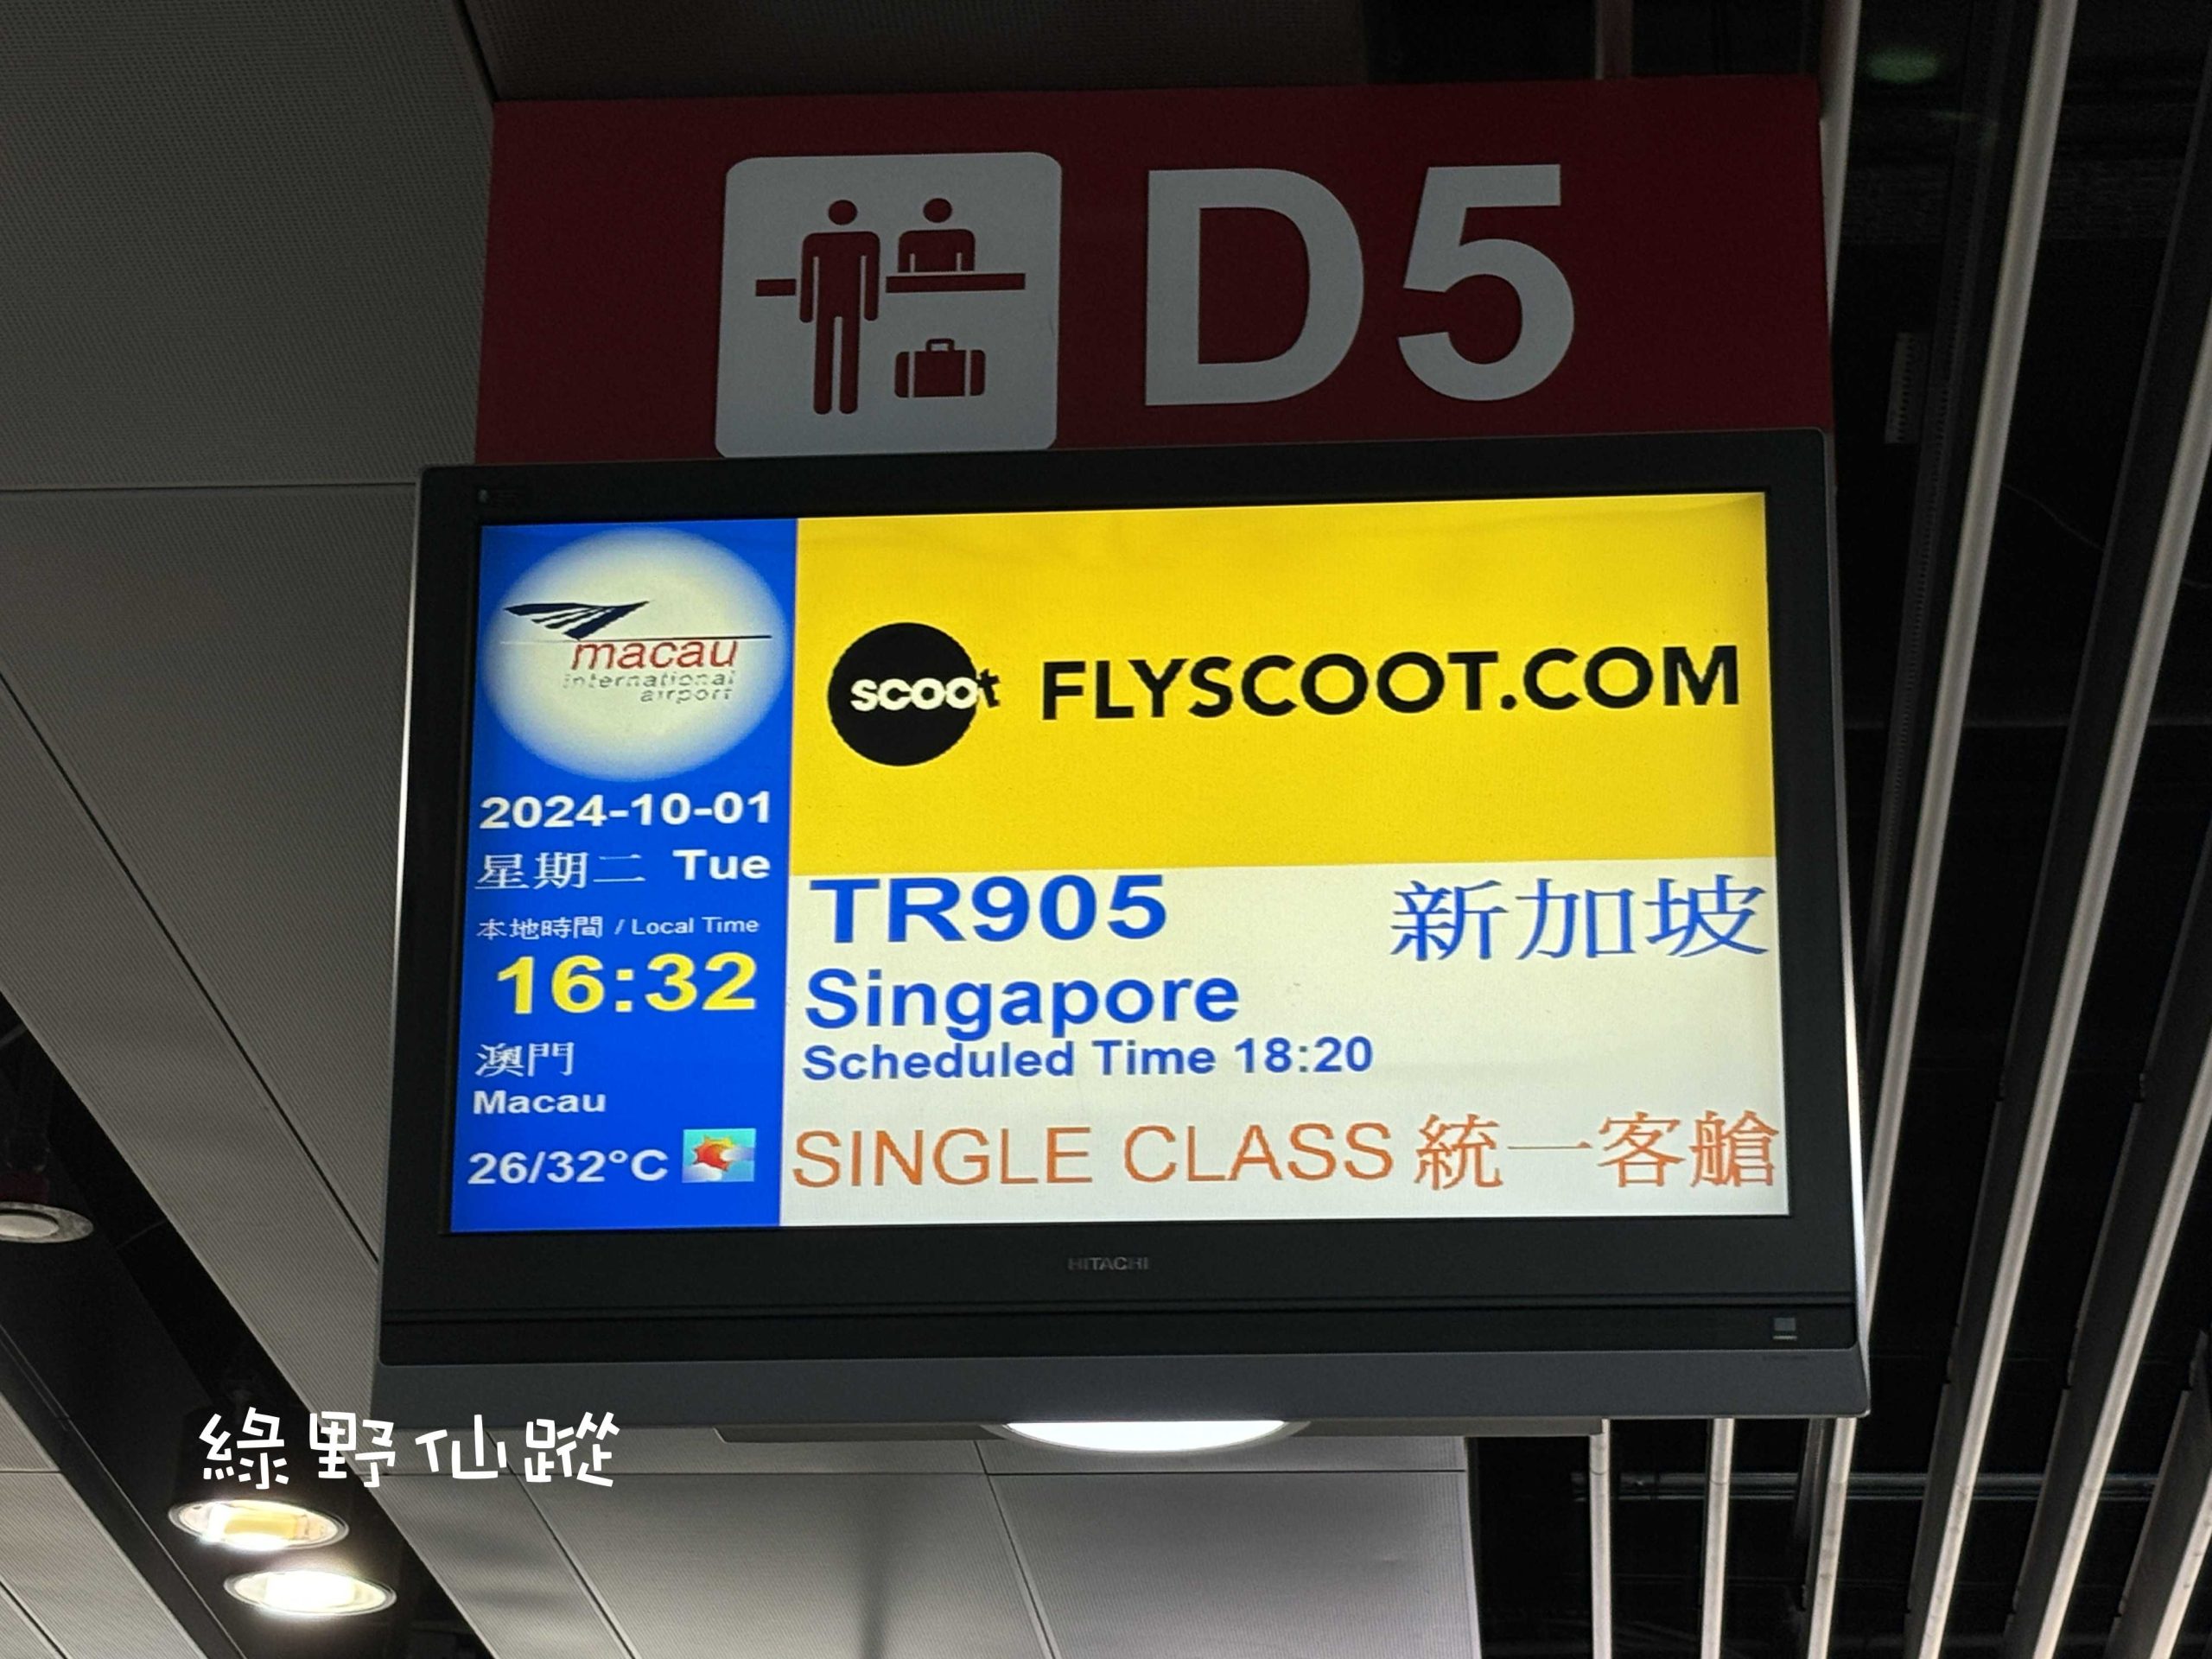 D5
macau
international
airport
2024-10-01
星期二 Tue
本地時間 / Local Time
16:32
澳門
Macau
26/32°C
scoot FLYSCOOT.COM
TR905 新加坡
Singapore
Scheduled Time 18:20
SINGLE CLASS 統一客艙
HITACHI
綠野仙蹤